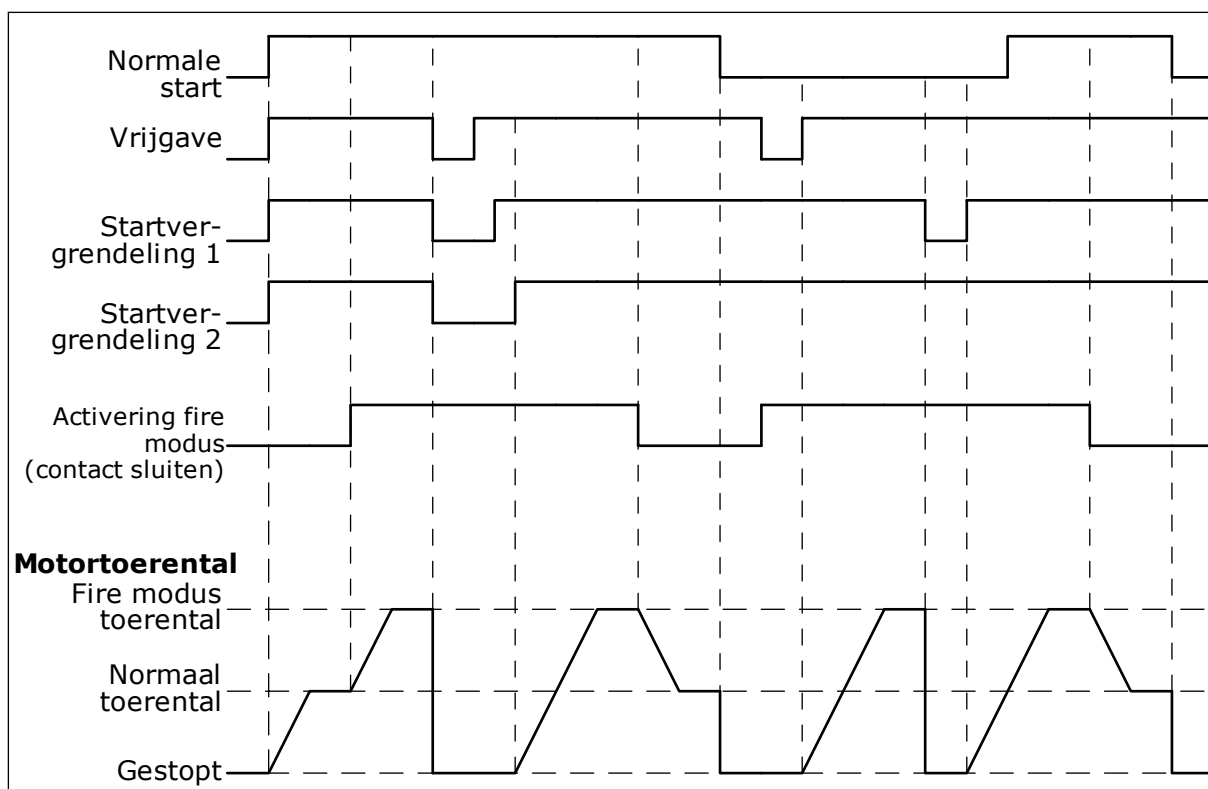 Normale
start
Vrijgave
Startver-
grendeling 1
Startver-
grendeling 2
Activering fire
modus
(contact sluiten)
Motortoerental
Fire modus
toerental
Normaal
toerental
Gestopt